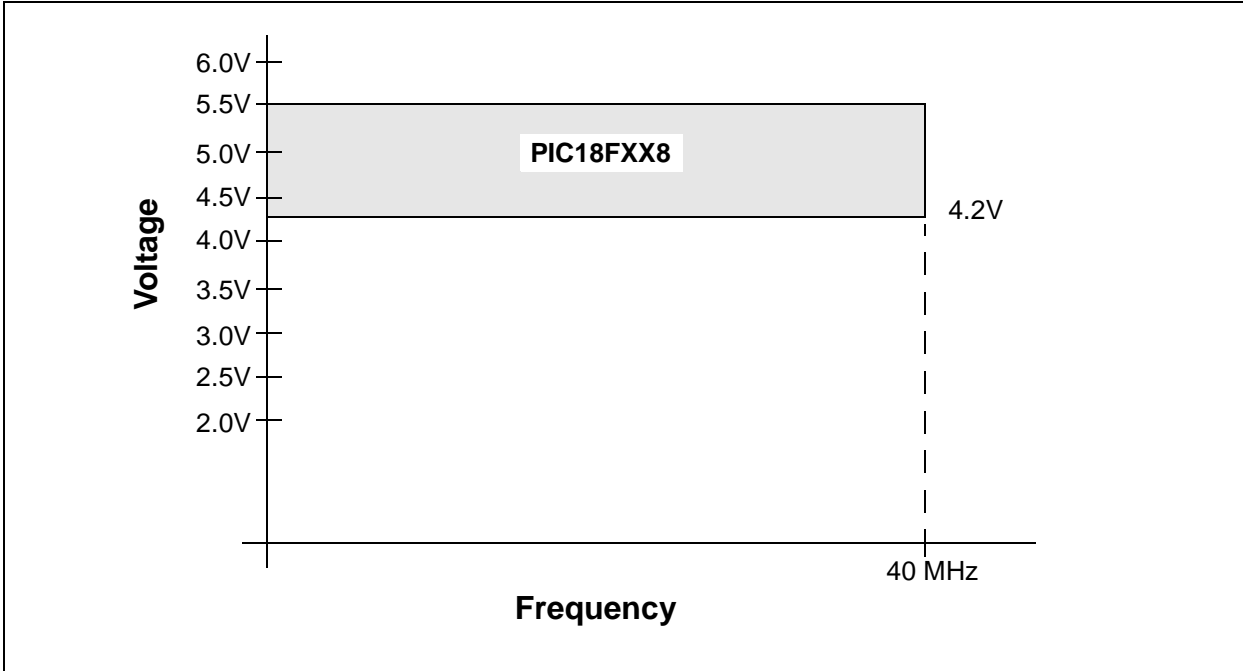 6.0V
5.5V
5.0V
4.5V
4.0V
3.5V
3.0V
2.5V
2.0V
Voltage
PIC18FXX8
4.2V
40 MHz
Frequency